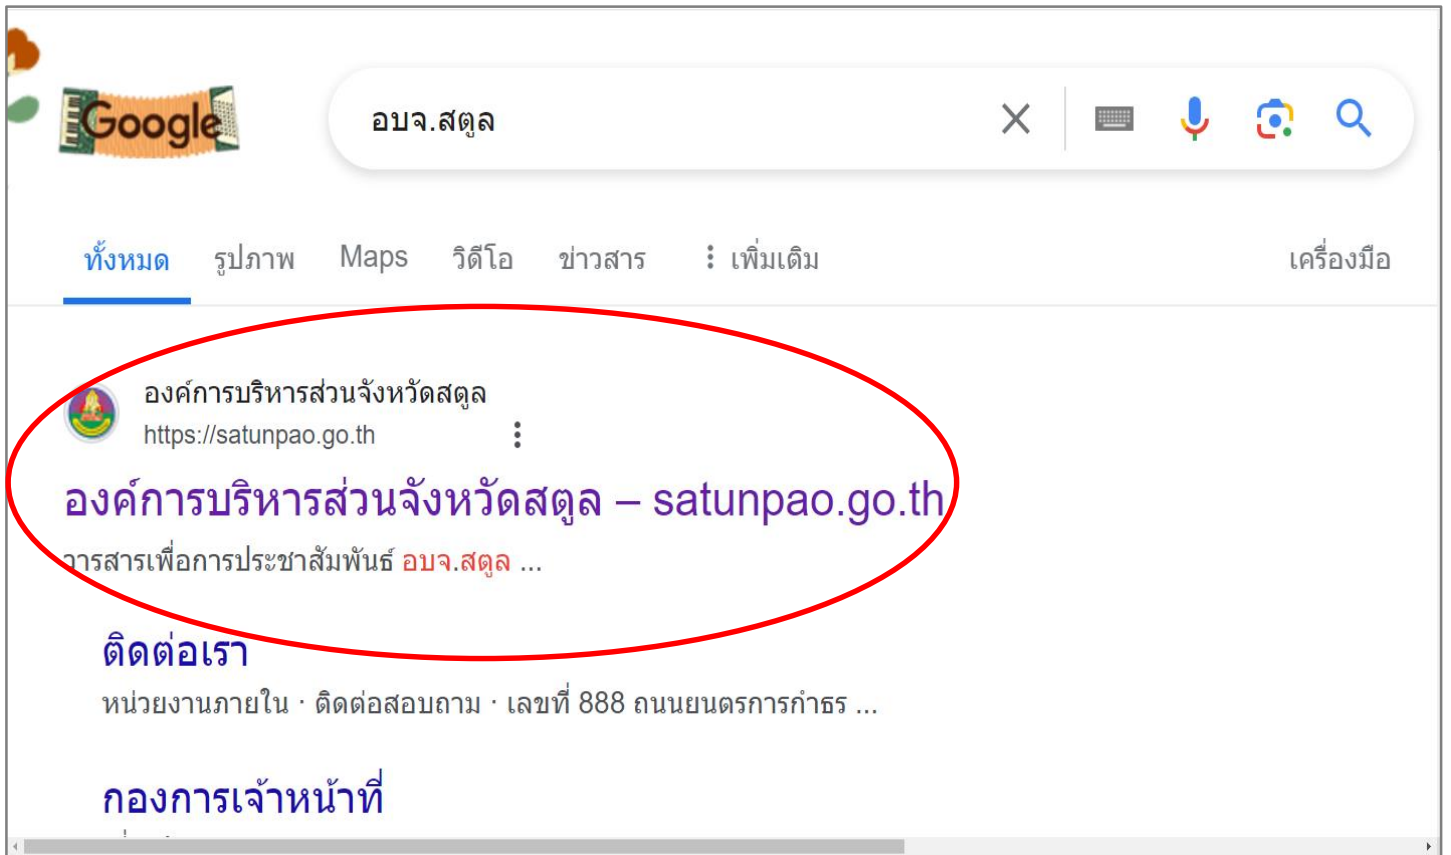 Google
อบจ.สตูล
ทั้งหมด รูปภาพ Maps วิดีโอ ข่าวสาร ⋮ เพิ่มเติม เครื่องมือ
องค์การบริหารส่วนจังหวัดสตูล
https://satunpao.go.th
องค์การบริหารส่วนจังหวัดสตูล – satunpao.go.th
วารสารเพื่อการประชาสัมพันธ์ อบจ.สตูล ...
ติดต่อเรา
หน่วยงานภายใน · ติดต่อสอบถาม · เลขที่ 888 ถนนยนตรการกำธร ...
กองการเจ้าหน้าที่